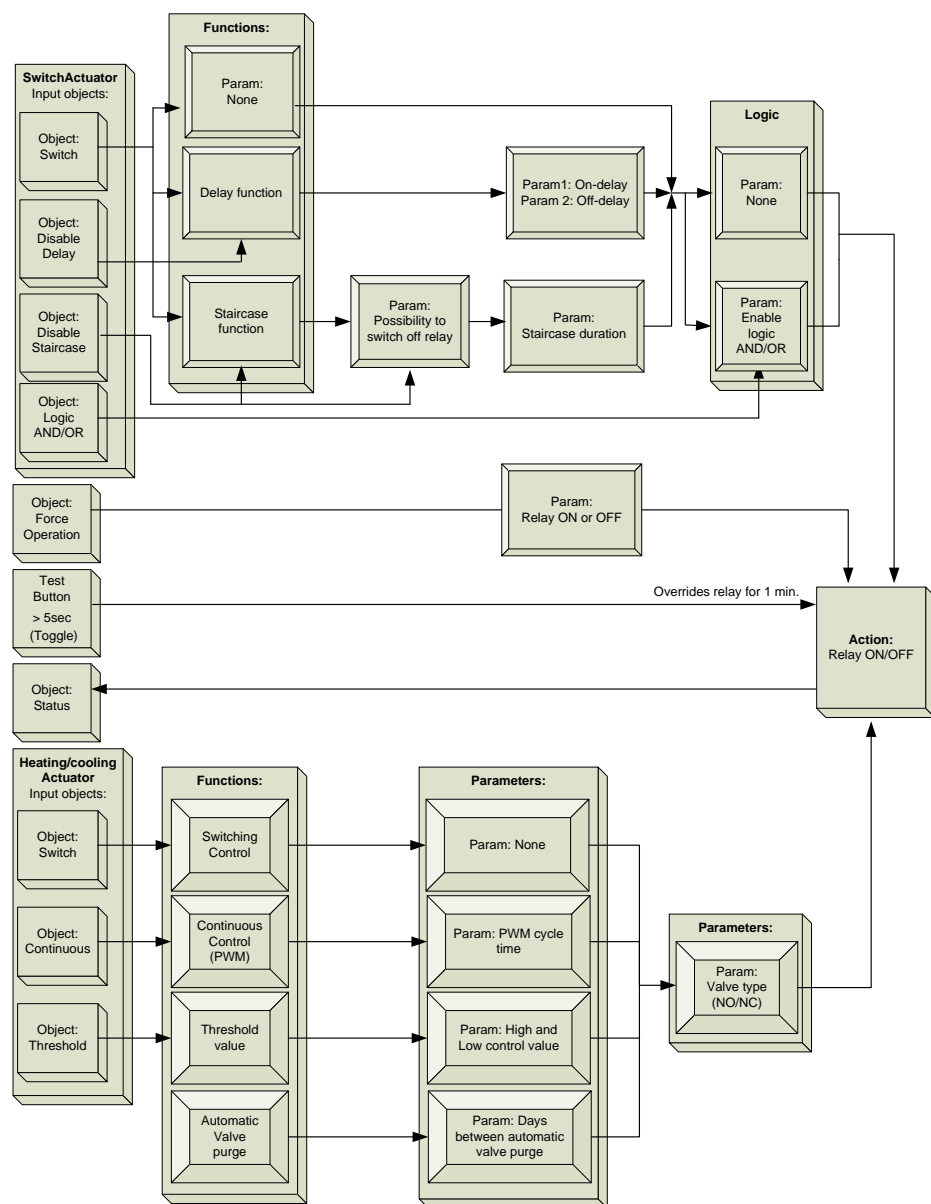 Functions:
SwitchActuator
Input objects:
Object:
Switch
Object:
Disable
Delay
Object:
Disable
Staircase
Object:
Logic
AND/OR
Param:
None
Delay function
Staircase
function
Param:
Possibility to
switch off relay
Param1: On-delay
Param 2: Off-delay
Param:
Staircase duration
Logic
Param:
None
Param:
Enable
logic
AND/OR
Object:
Force
Operation
Param:
Relay ON or OFF
Test
Button
> 5sec
(Toggle)
Overrides relay for 1 min.
Action:
Relay ON/OFF
Object:
Status
Heating/cooling
Actuator
Input objects:
Object:
Switch
Object:
Continuous
Object:
Threshold
Functions:
Switching
Control
Continuous
Control
(PWM)
Threshold
value
Automatic
Valve
purge
Parameters:
Param: None
Param: PWM cycle
time
Param: High and
Low control value
Param: Days
between automatic
valve purge
Parameters:
Param:
Valve type
(NO/NC)